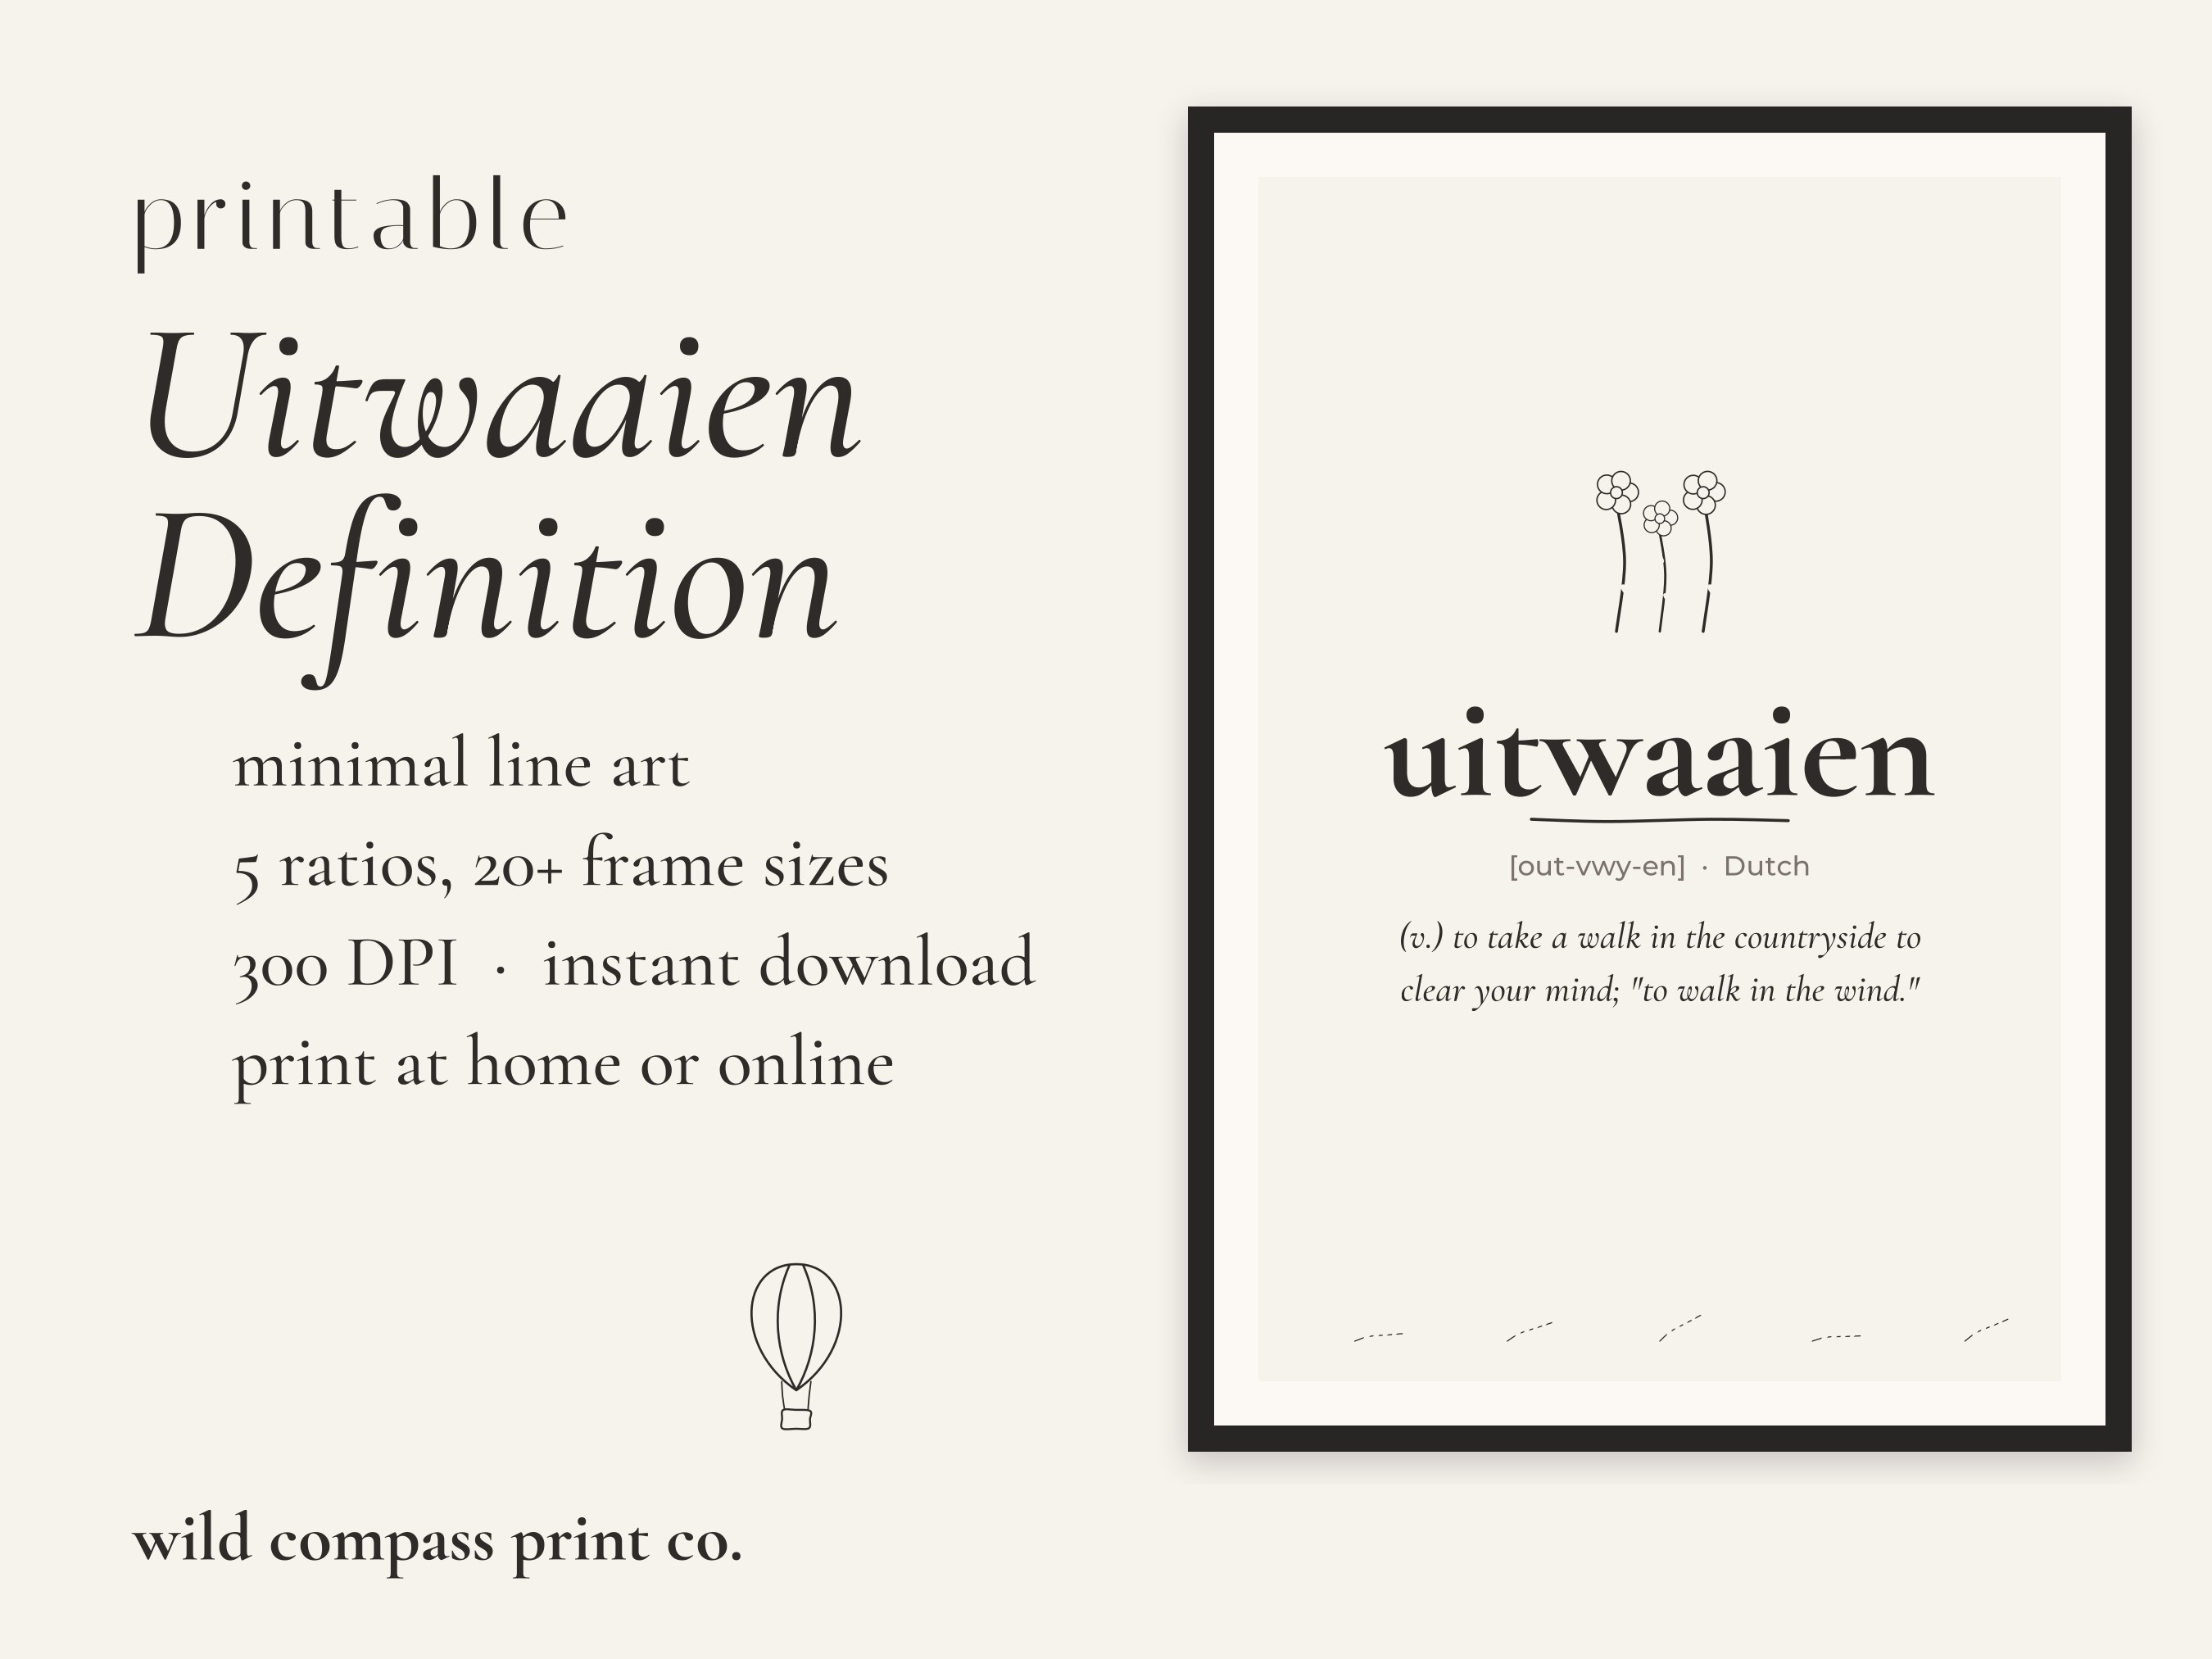 printable
Uitwaaien
Definition
minimal line art
5 ratios, 20+ frame sizes
300 DPI · instant download
print at home or online
wild compass print co.
uitwaaien
[out-vwy-en] · Dutch
(v.) to take a walk in the countryside to
clear your mind; "to walk in the wind."